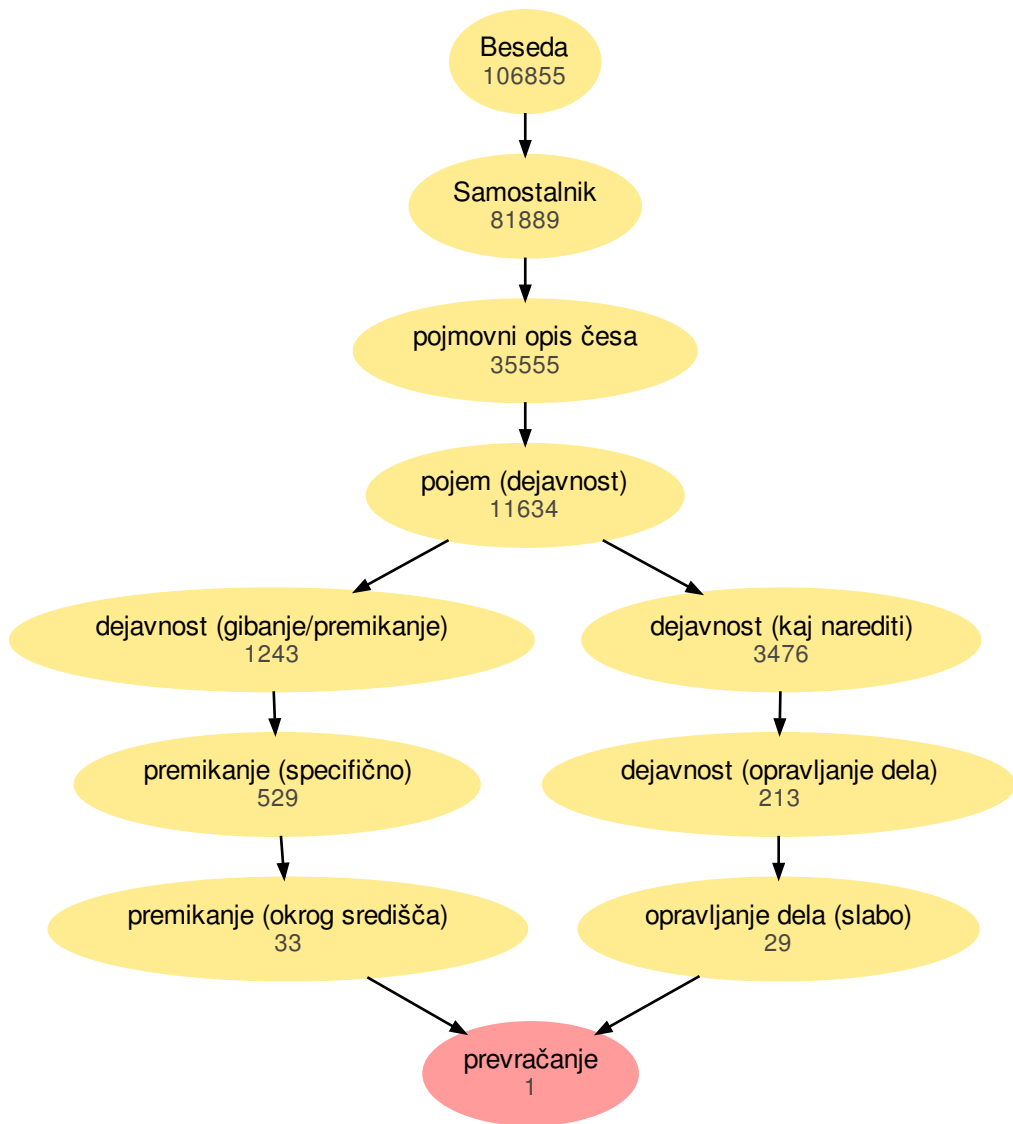 Beseda
106855
Samostalnik
81889
pojmovni opis česa
35555
pojem (dejavnost)
11634
dejavnost (gibanje/premikanje)
1243
dejavnost (kaj narediti)
3476
premikanje (specifično)
529
dejavnost (opravljanje dela)
213
premikanje (okrog središča)
33
opravljanje dela (slabo)
29
prevračanje
1